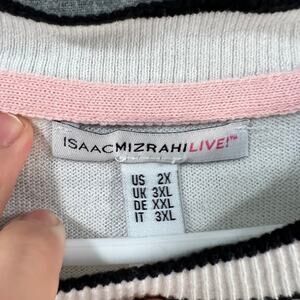 ISAACMIZRAHILIVE!™
US 2X
UK 3XL
DE XXL
IT 3XL